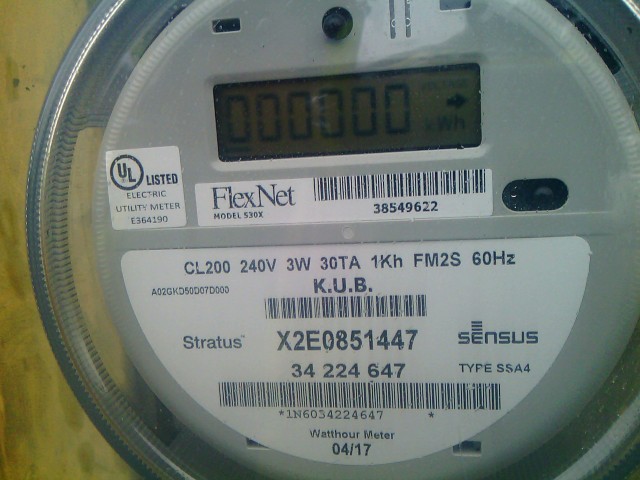 000000
kWh
UL LISTED
ELECTRIC
UTILITY METER
E364190
FlexNet
MODEL 530X
38549622
CL200 240V 3W 30TA 1Kh FM2S 60Hz
A02GKD50D07D000
K.U.B.
Stratus™ X2E0851447 SENSUS
34 224 647 TYPE SSA4
*1N6034224647 *
Watthour Meter
04/17